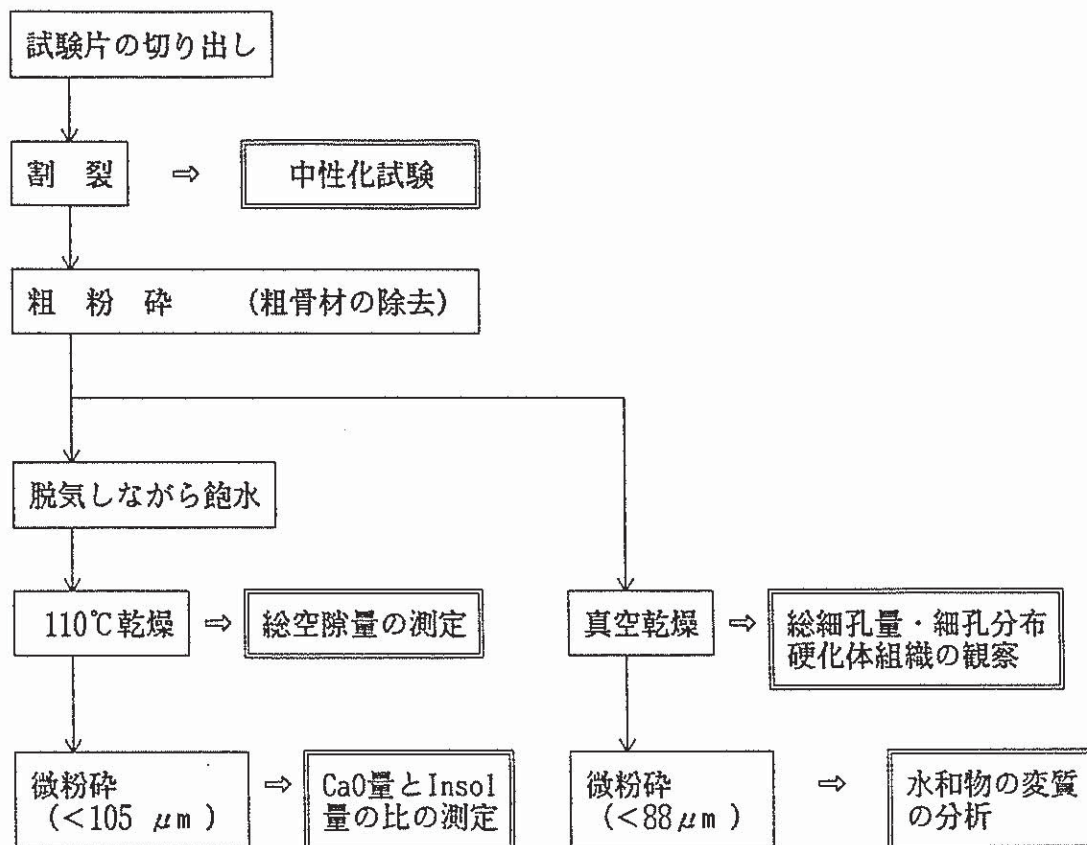 試験片の切り出し
割 裂 ⇨ 中性化試験
粗 粉 砕 (粗骨材の除去)
脱気しながら飽水
110℃乾燥 ⇨ 総空隙量の測定
真空乾燥 ⇨ 総細孔量・細孔分布
硬化体組織の観察
微粉砕
(<105 μm)
⇨ CaO量とInsol
量の比の測定
微粉砕
(<88μm)
⇨ 水和物の変質
の分析